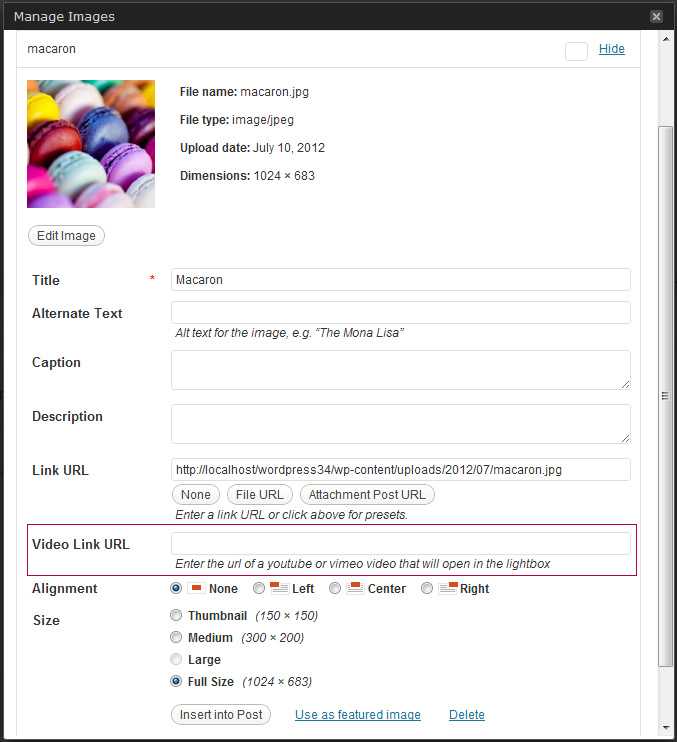 Manage Images
macaron
Hide
File name: macaron.jpg
File type: image/jpeg
Upload date: July 10, 2012
Dimensions: 1024 × 683
Edit Image
Title * Macaron
Alternate Text
Alt text for the image, e.g. “The Mona Lisa”
Caption
Description
Link URL http://localhost/wordpress34/wp-content/uploads/2012/07/macaron.jpg
None File URL Attachment Post URL
Enter a link URL or click above for presets.
Video Link URL
Enter the url of a youtube or vimeo video that will open in the lightbox
Alignment None Left Center Right
Size Thumbnail (150 × 150)
Medium (300 × 200)
Large
Full Size (1024 × 683)
Insert into Post Use as featured image Delete